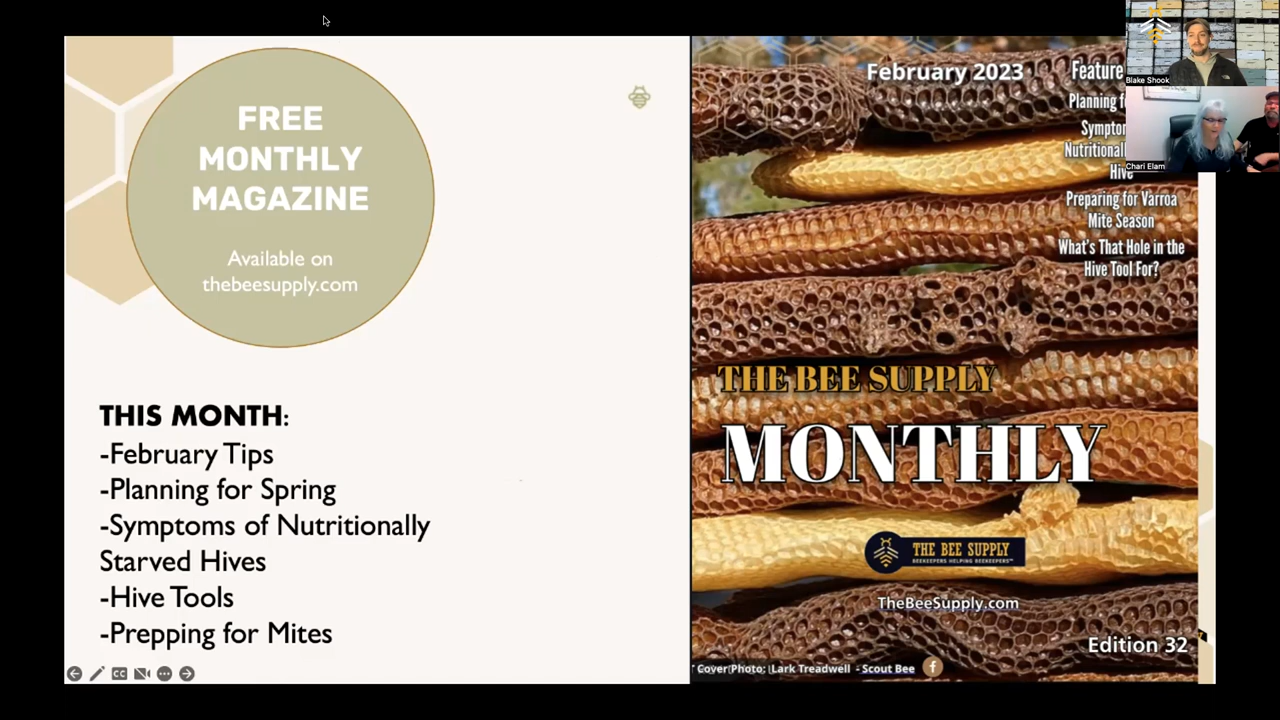 FREE
MONTHLY
MAGAZINE
Available on
thebeesupply.com
THIS MONTH:
-February Tips
-Planning for Spring
-Symptoms of Nutritionally
Starved Hives
-Hive Tools
-Prepping for Mites
CC
February 2023
Feature
Planning f
Sympto
Nutritional
Hive
Preparing for Varroa
Mite Season
What's That Hole in the
Hive Tool For?
THE BEE SUPPLY
MONTHLY
THE BEE SUPPLY
BEEKEEPERS HELPING BEEKEEPERS™
TheBeeSupply.com
Edition 32
Cover Photo: Lark Treadwell - Scout Bee
Blake Shook
Chari Elam